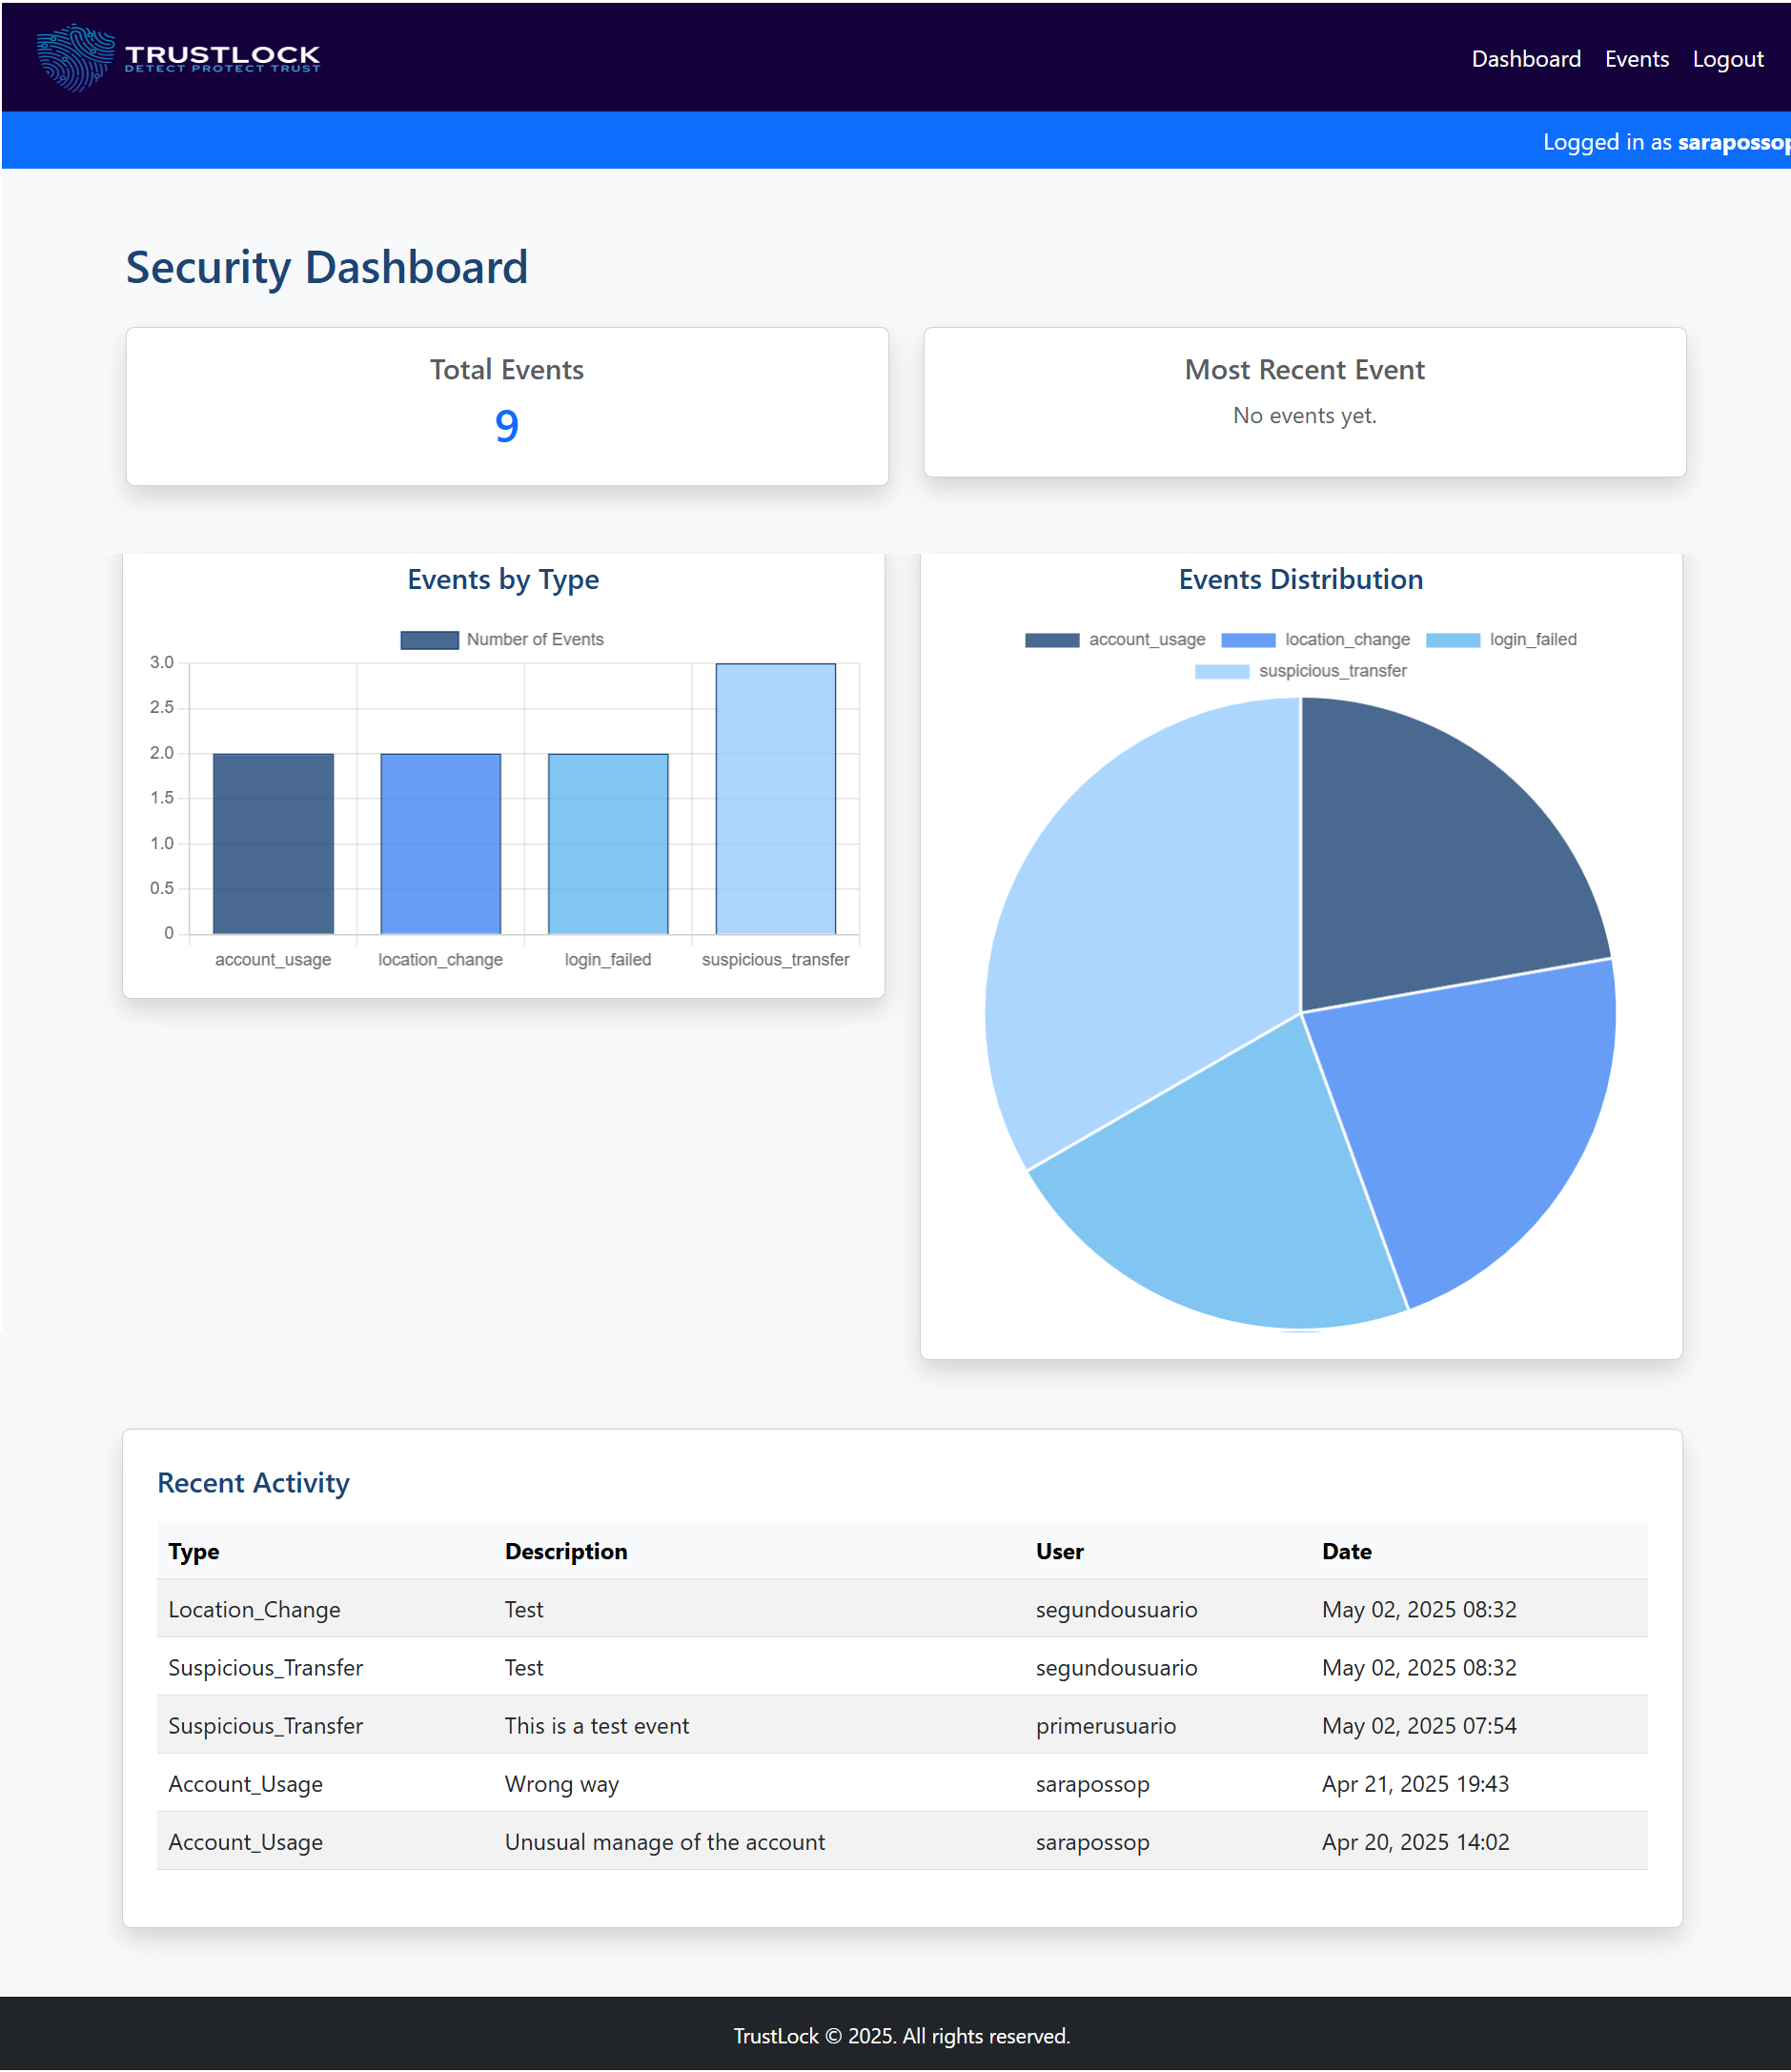 TRUSTLOCK
DETECT PROTECT TRUST
Dashboard Events Logout
Logged in as sarapossop
Security Dashboard
Total Events
9
Most Recent Event
No events yet.
Events by Type
Number of Events
3.0
2.5
2.0
1.5
1.0
0.5
0
account_usage location_change login_failed suspicious_transfer
Events Distribution
account_usage location_change login_failed
suspicious_transfer
Recent Activity
Type Description User Date
Location_Change Test segundousuario May 02, 2025 08:32
Suspicious_Transfer Test segundousuario May 02, 2025 08:32
Suspicious_Transfer This is a test event primerusuario May 02, 2025 07:54
Account_Usage Wrong way sarapossop Apr 21, 2025 19:43
Account_Usage Unusual manage of the account sarapossop Apr 20, 2025 14:02
TrustLock © 2025. All rights reserved.